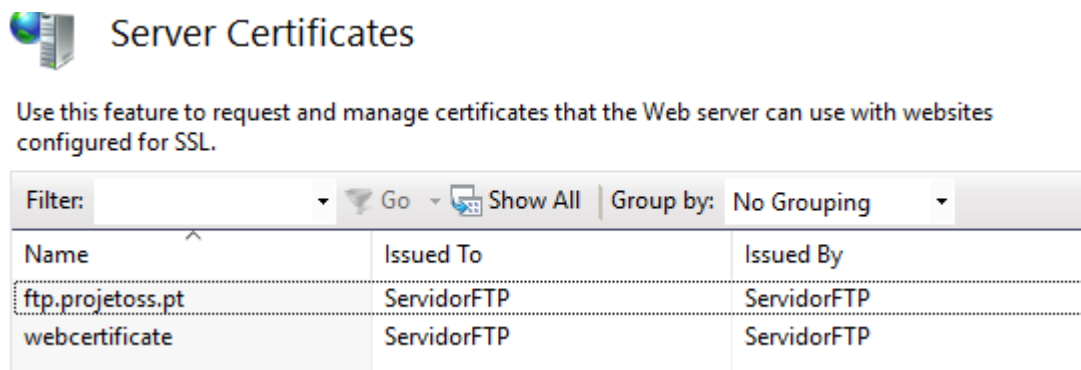 Server Certificates
Use this feature to request and manage certificates that the Web server can use with websites
configured for SSL.
Filter: Go Show All Group by: No Grouping
Name Issued To Issued By
ftp.projetoss.pt ServidorFTP ServidorFTP
webcertificate ServidorFTP ServidorFTP